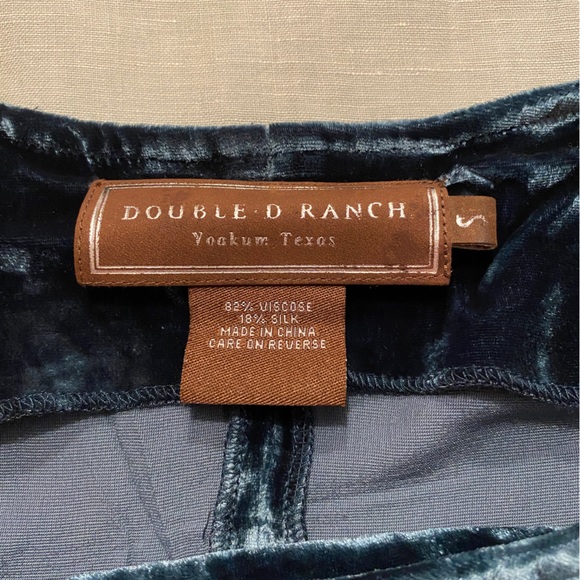 DOUBLE D RANCH
Yoakum Texas
S
82% VISCOSE
18% SILK
MADE IN CHINA
CARE ON REVERSE